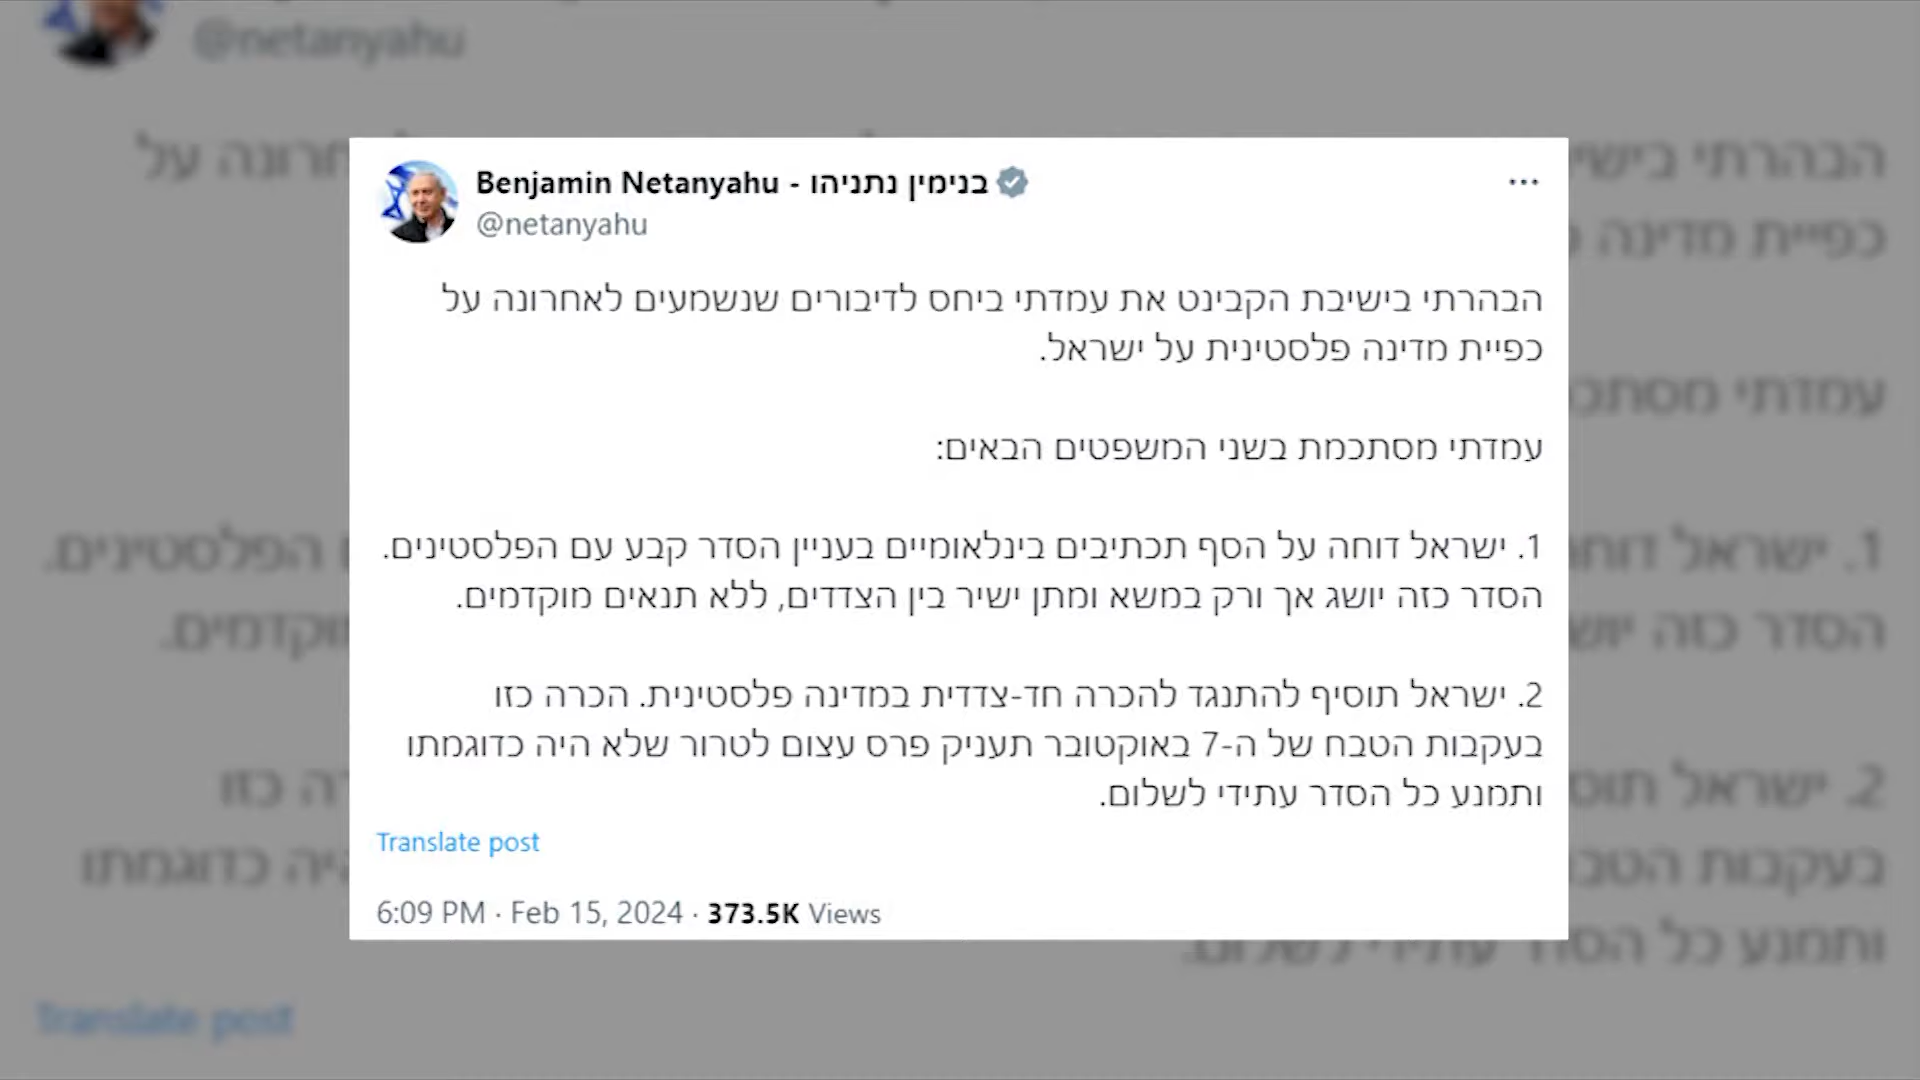 Benjamin Netanyahu - בנימין נתניהו
@netanyahu
הבהרתי בישיבת הקבינט את עמדתי ביחס לדיבורים שנשמעים לאחרונה על
כפיית מדינה פלסטינית על ישראל.
עמדתי מסתכמת בשני המשפטים הבאים:
1. ישראל דוחה על הסף תכתיבים בינלאומיים בעניין הסדר קבע עם הפלסטינים.
הסדר כזה יושג אך ורק במשא ומתן ישיר בין הצדדים, ללא תנאים מוקדמים.
2. ישראל תוסיף להתנגד להכרה חד-צדדית במדינה פלסטינית. הכרה כזו
בעקבות הטבח של ה-7 באוקטובר תעניק פרס עצום לטרור שלא היה כדוגמתו
ותמנע כל הסדר עתידי לשלום.
Translate post
6:09 PM · Feb 15, 2024 · 373.5K Views